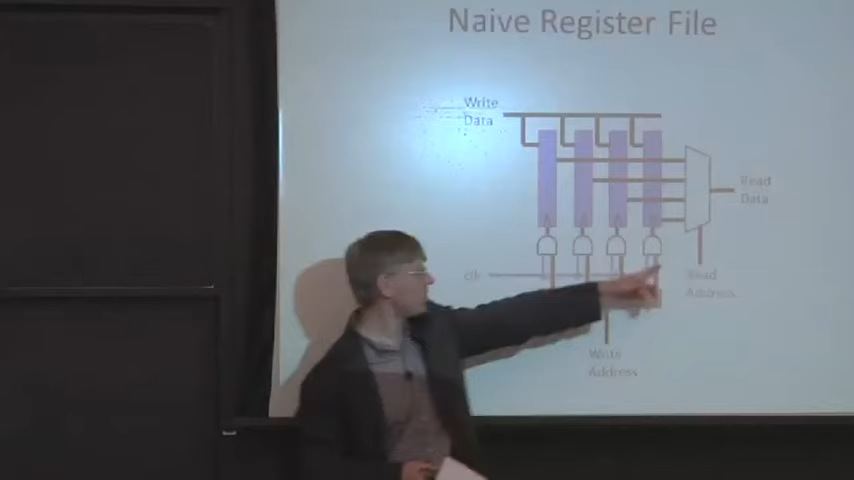 Naive Register File
Write
Data
Read
Data
clk
Read
Address
Write
Address